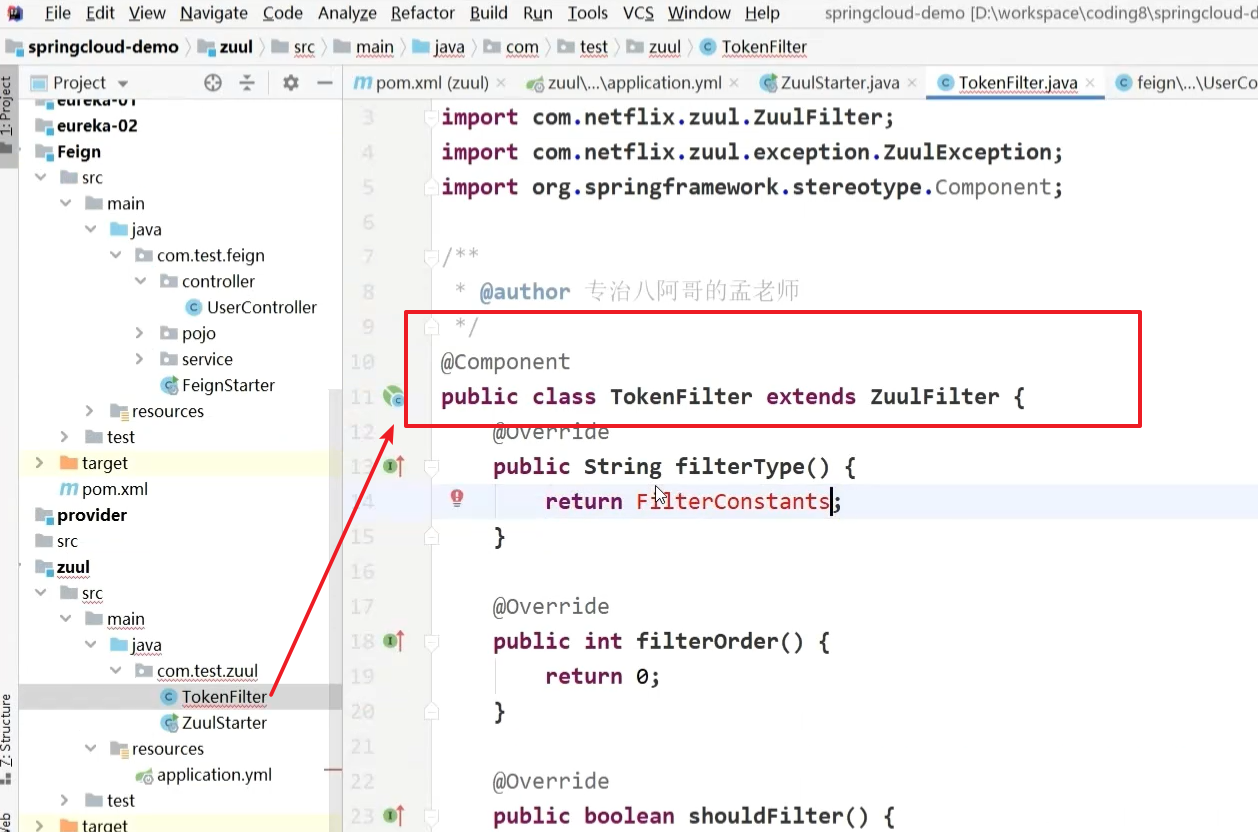 File Edit View Navigate Code Analyze Refactor Build Run Tools VCS Window Help springcloud-demo [D:\workspace\coding8\springcloud-d
springcloud-demo zuul src main java com test zuul TokenFilter
Project
pom.xml (zuul) zuul\...\application.yml ZuulStarter.java TokenFilter.java feign\...\UserCo
1: Project
Z: Structure
eureka-01
eureka-02
Feign
src
main
java
com.test.feign
controller
UserController
pojo
service
FeignStarter
resources
test
target
pom.xml
provider
src
zuul
src
main
java
com.test.zuul
TokenFilter
ZuulStarter
resources
application.yml
test
target
3 import com.netflix.zuul.ZuulFilter;
4 import com.netflix.zuul.exception.ZuulException;
5 import org.springframework.stereotype.Component;
6
7 /**
8 * @author 专治八阿哥的孟老师
9 */
10 @Component
11 public class TokenFilter extends ZuulFilter {
12 @Override
13 public String filterType() {
14 return FilterConstants;
15 }
16
17 @Override
18 public int filterOrder() {
19 return 0;
20 }
21
22 @Override
23 public boolean shouldFilter() {